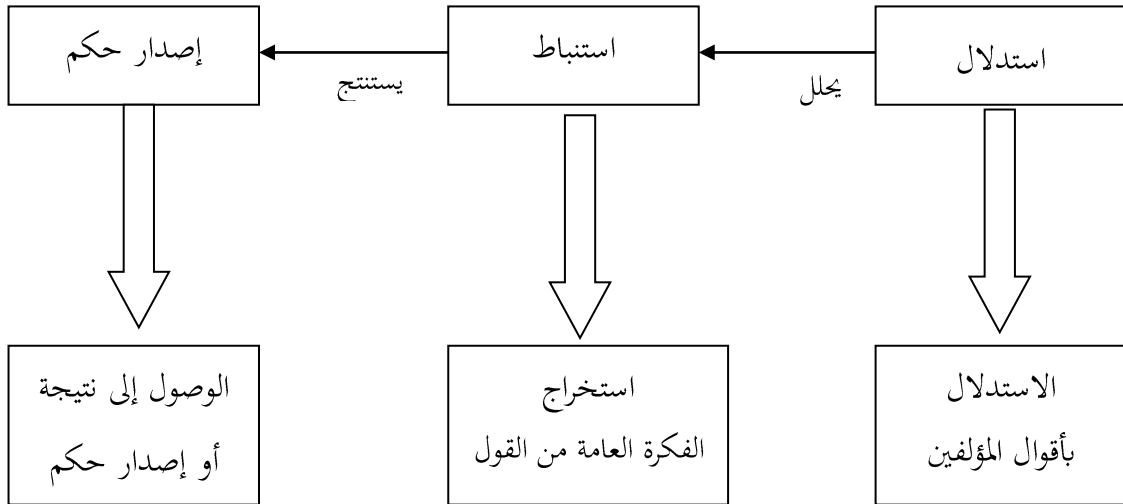 استدلال
يحلل
استنباط
يستنتج
إصدار حكم
الاستدلال
بأقوال المؤلفين
استخراج
الفكرة العامة من القول
الوصول إلى نتيجة
أو إصدار حكم